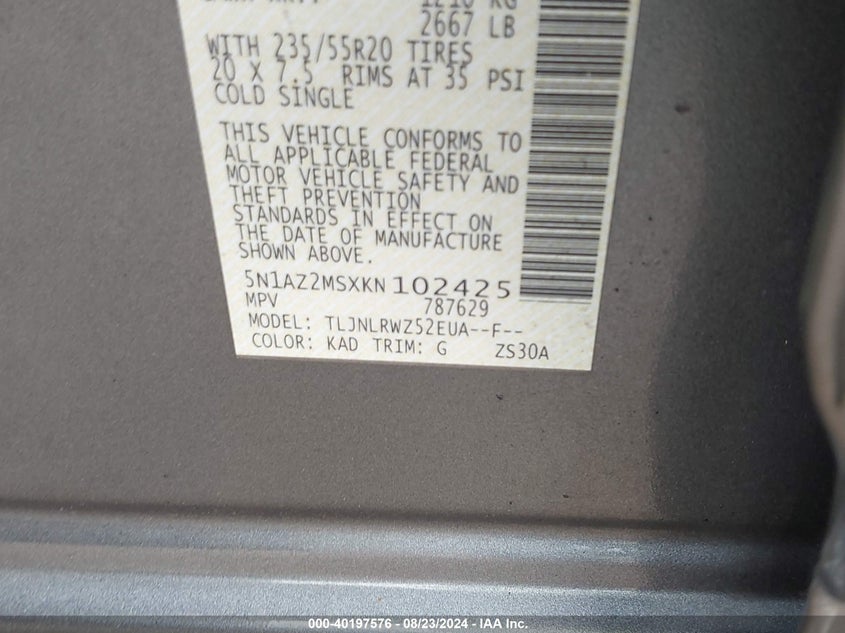 2667 LB
WITH 235/55R20 TIRES
20 X 7.5 RIMS AT 35 PSI
COLD SINGLE
THIS VEHICLE CONFORMS TO
ALL APPLICABLE FEDERAL
MOTOR VEHICLE SAFETY AND
THEFT PREVENTION
STANDARDS IN EFFECT ON
THE DATE OF MANUFACTURE
SHOWN ABOVE.
5N1AZ2MSXKN102425
MPV 787629
MODEL: TLJNLRWZ52EUA--F--
COLOR: KAD TRIM: G ZS30A
000-40197576 - 08/23/2024 - IAA Inc.